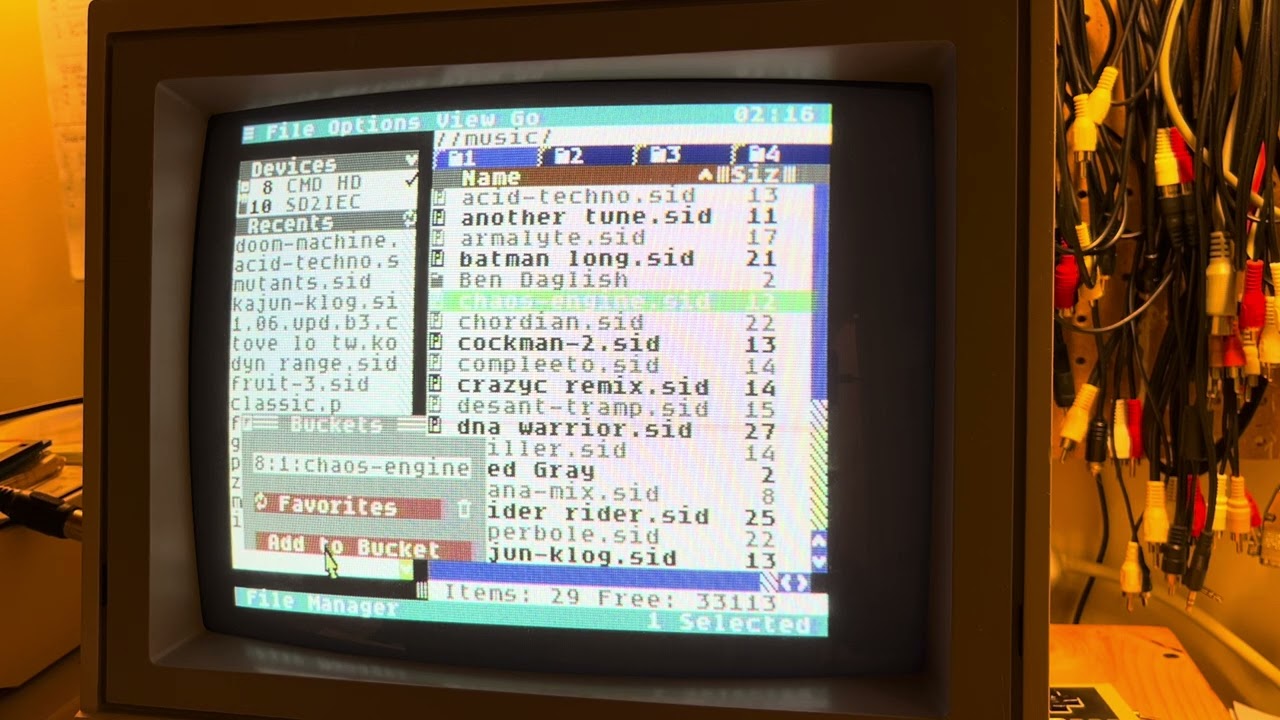 File Options View Go 02:16
//music/
1 2 3 4
Devices
8 CMD HD
10 SD2IEC
Recents
doom-machine.
acid-techno.s
mutants.sid
kajun-klog.si
1.06.upd.b3.c
tove lo tw.ko
dyn range.sid
fruit-3.sid
classic.p
f
g
p
z
m
i
Name Siz
acid-techno.sid 13
another tune.sid 11
armalyte.sid 17
batman long.sid 21
Ben Daglish 2
chaos-engine.sid 12
chordian.sid 22
cockman-2.sid 13
compleeto.sid 14
crazyc remix.sid 14
desant-tramp.sid 15
dna warrior.sid 27
iller.sid 14
ed Gray 2
ana-mix.sid 8
ider rider.sid 25
perbole.sid 22
jun-klog.sid 13
Buckets
8:1:chaos-engine
Favorites
Add to Bucket
Items: 29 Free: 33113
File Manager 1 Selected